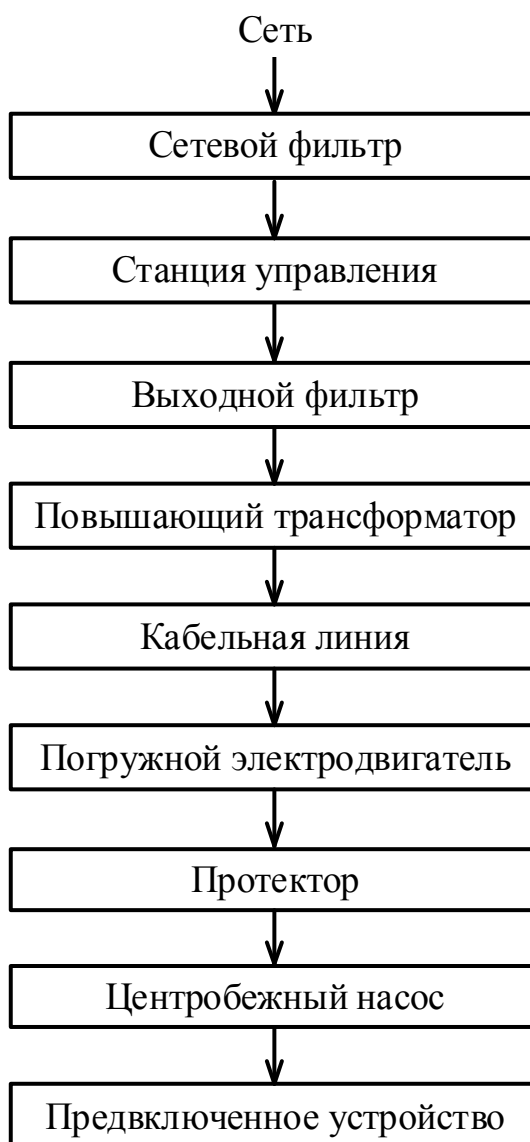 Сеть
Сетевой фильтр
Станция управления
Выходной фильтр
Повышающий трансформатор
Кабельная линия
Погружной электродвигатель
Протектор
Центробежный насос
Предвключенное устройство